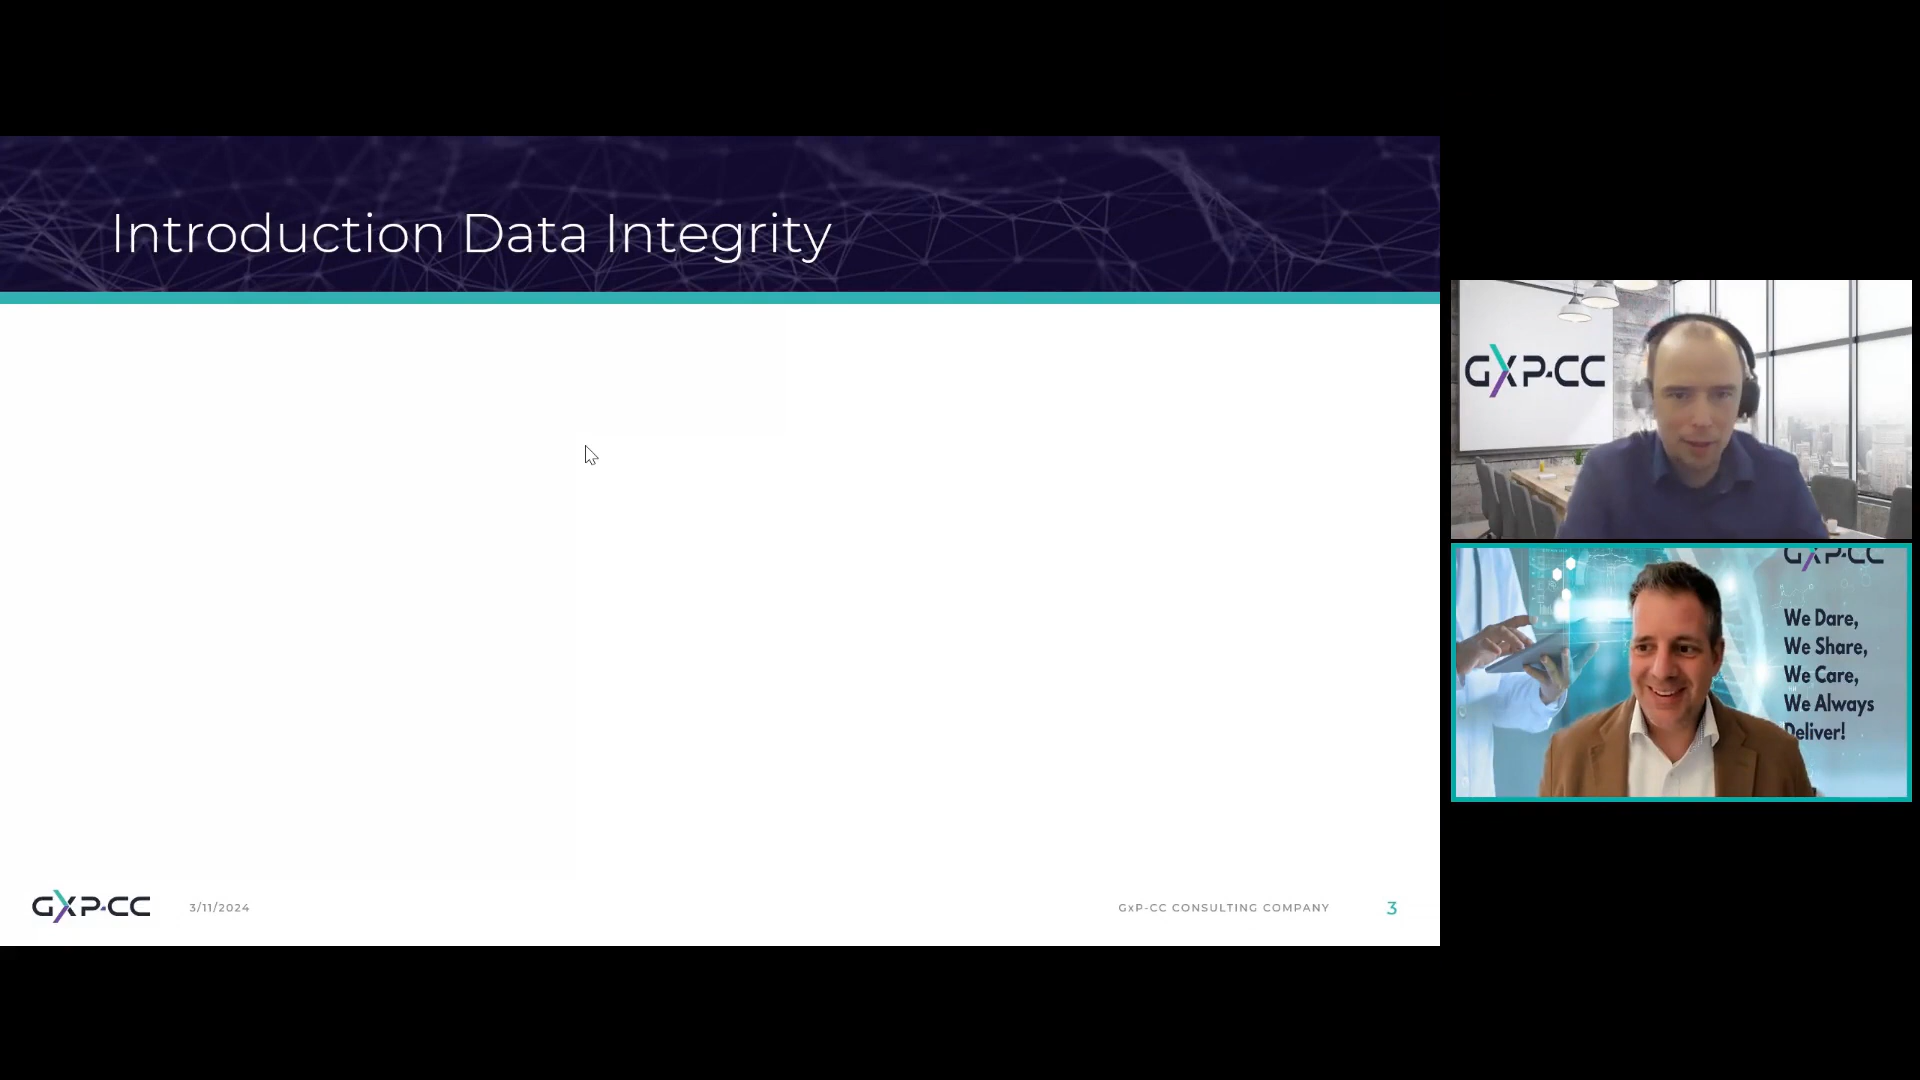 Introduction Data Integrity
GXP-CC
GXP-CC
We Dare,
We Share,
We Care,
We Always
Deliver!
GXP-CC
3/11/2024
GxP-CC CONSULTING COMPANY
3